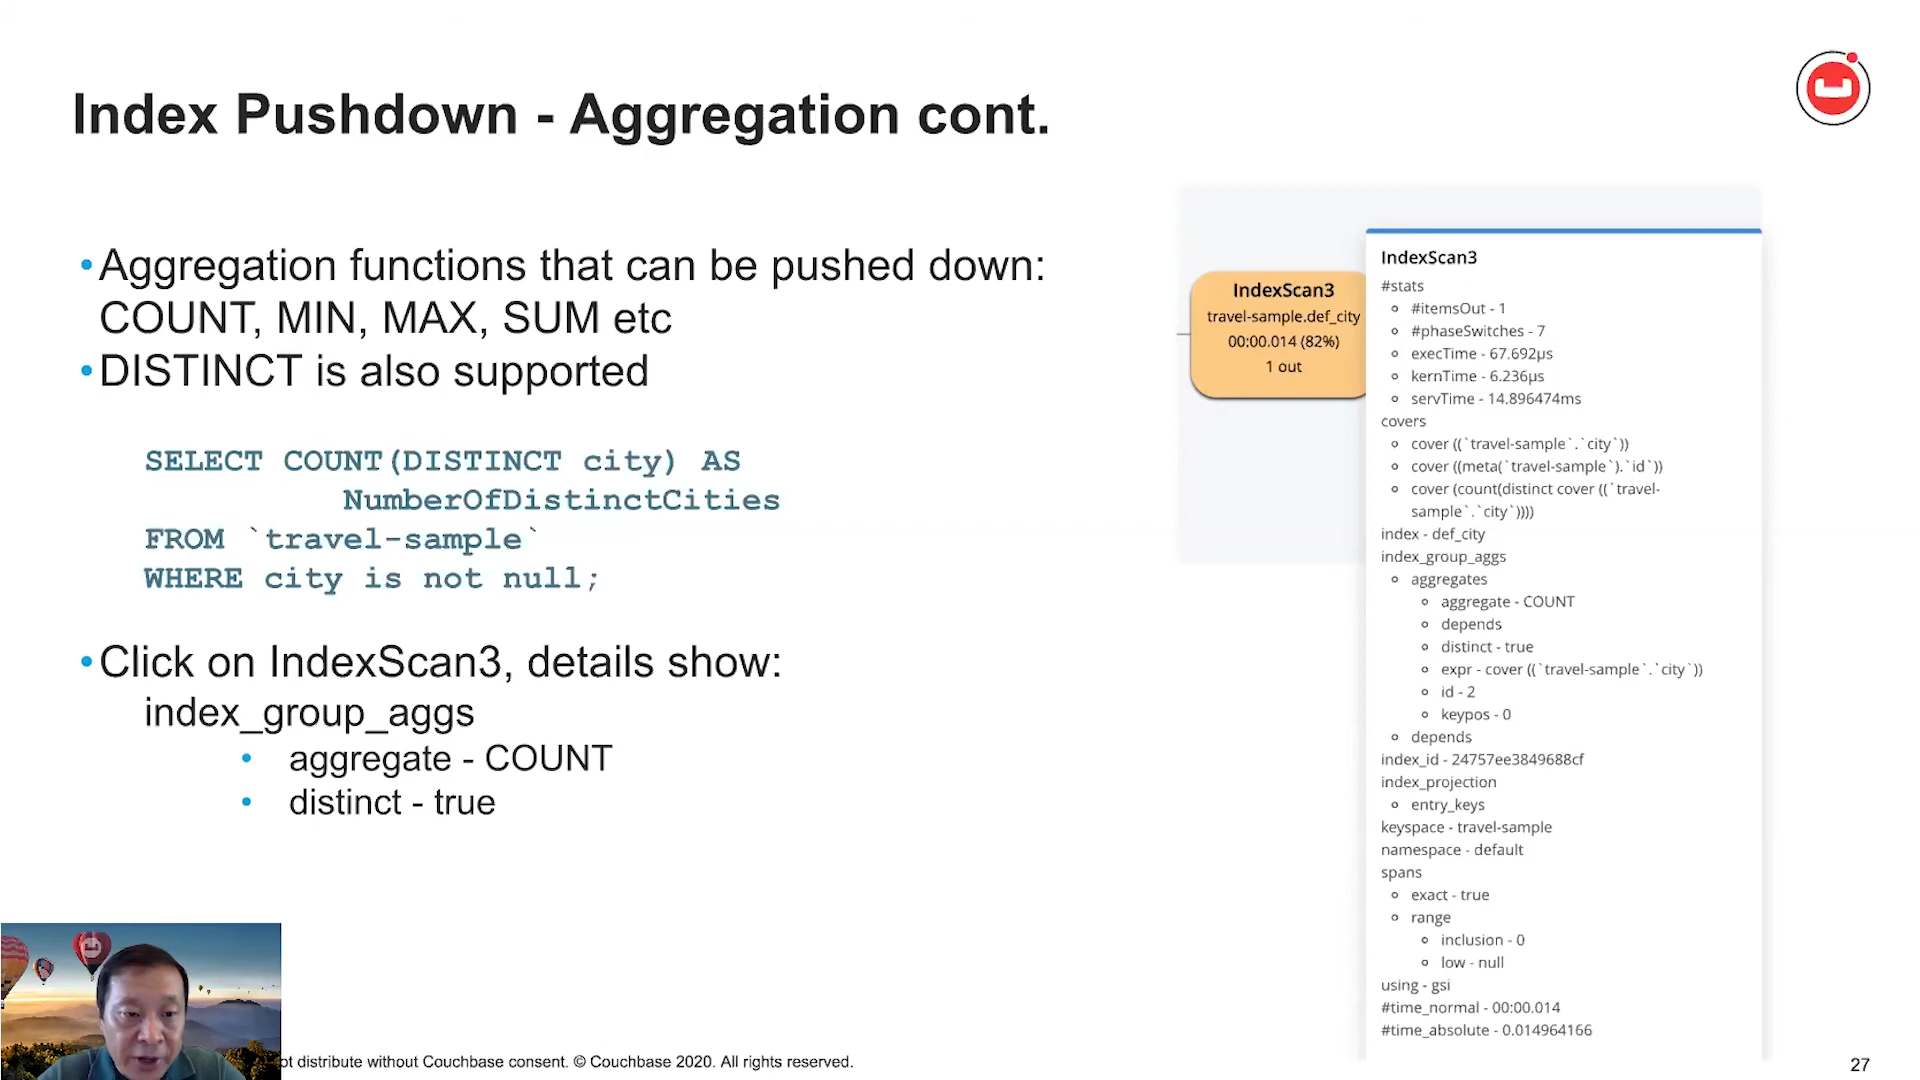 Index Pushdown - Aggregation cont.
•Aggregation functions that can be pushed down:
COUNT, MIN, MAX, SUM etc
•DISTINCT is also supported
SELECT COUNT(DISTINCT city) AS
NumberOfDistinctCities
FROM `travel-sample`
WHERE city is not null;
•Click on IndexScan3, details show:
index_group_aggs
• aggregate - COUNT
• distinct - true
IndexScan3
travel-sample.def_city
00:00.014 (82%)
1 out
IndexScan3
#stats
#itemsOut - 1
#phaseSwitches - 7
execTime - 67.692µs
kernTime - 6.236µs
servTime - 14.896474ms
covers
cover ((`travel-sample`.`city`))
cover ((meta(`travel-sample`).`id`))
cover (count(distinct cover ((`travel-
sample`.`city`))))
index - def_city
index_group_aggs
aggregates
aggregate - COUNT
depends
distinct - true
expr - cover ((`travel-sample`.`city`))
id - 2
keypos - 0
depends
index_id - 24757ee3849688cf
index_projection
entry_keys
keyspace - travel-sample
namespace - default
spans
exact - true
range
inclusion - 0
low - null
using - gsi
#time_normal - 00:00.014
#time_absolute - 0.014964166
ot distribute without Couchbase consent. © Couchbase 2020. All rights reserved.
27